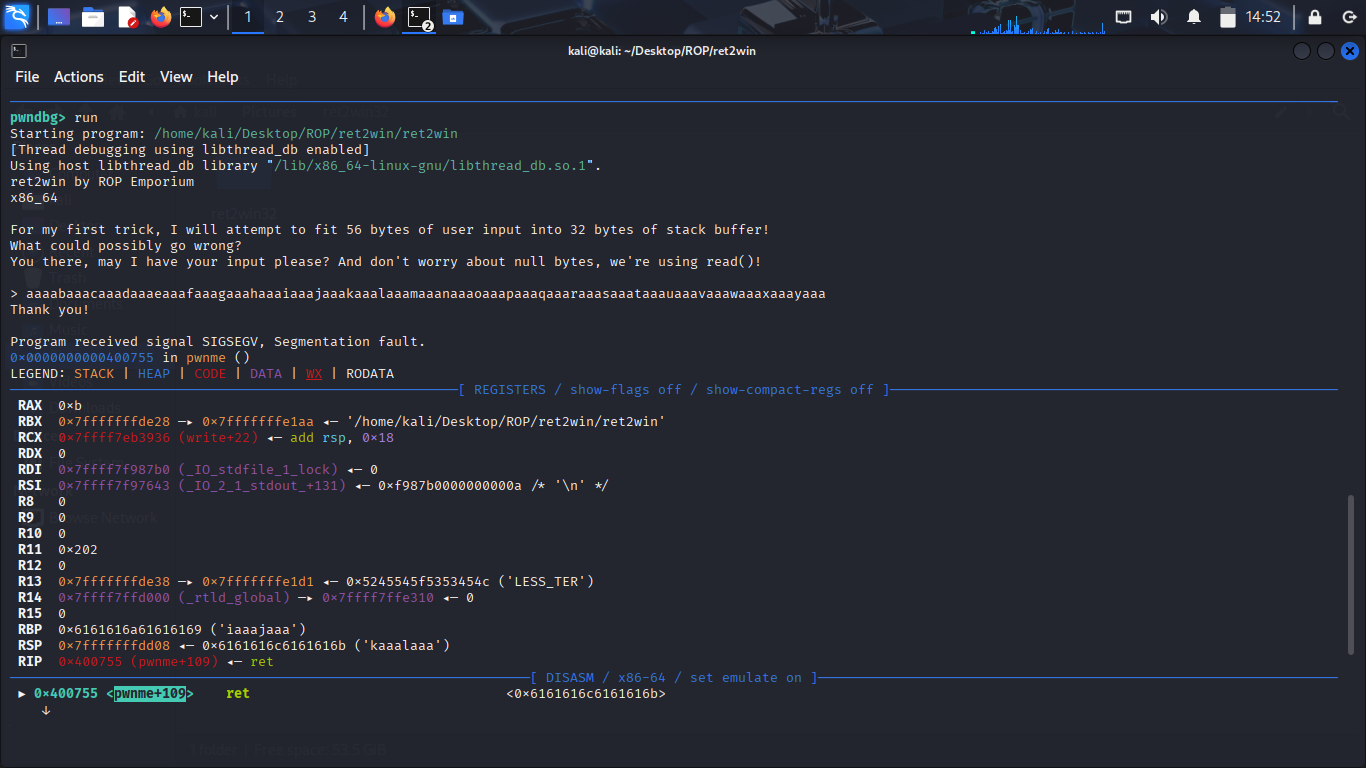 1 2 3 4 2 14:52
kali@kali: ~/Desktop/ROP/ret2win
File Actions Edit View Help
pwndbg> run
Starting program: /home/kali/Desktop/ROP/ret2win/ret2win
[Thread debugging using libthread_db enabled]
Using host libthread_db library "/lib/x86_64-linux-gnu/libthread_db.so.1".
ret2win by ROP Emporium
x86_64
For my first trick, I will attempt to fit 56 bytes of user input into 32 bytes of stack buffer!
What could possibly go wrong?
You there, may I have your input please? And don't worry about null bytes, we're using read()!
> aaaabaaacaaadaaaeaaafaaagaaahaaaiaaajaaakaaalaaamaaanaaaoaaapaaaqaaaraaasaaataaauaaavaaawaaaxaaayaaa
Thank you!
Program received signal SIGSEGV, Segmentation fault.
0×0000000000400755 in pwnme ()
LEGEND: STACK | HEAP | CODE | DATA | WX | RODATA
[ REGISTERS / show-flags off / show-compact-regs off ]
RAX 0×b
RBX 0×7fffffffde28 —▸ 0×7fffffffe1aa ◂— '/home/kali/Desktop/ROP/ret2win/ret2win'
RCX 0×7ffff7eb3936 (write+22) ◂— add rsp, 0×18
RDX 0
RDI 0×7ffff7f987b0 (_IO_stdfile_1_lock) ◂— 0
RSI 0×7ffff7f97643 (_IO_2_1_stdout_+131) ◂— 0×f987b0000000000a /* '\n' */
R8 0
R9 0
R10 0
R11 0×202
R12 0
R13 0×7fffffffde38 —▸ 0×7fffffffe1d1 ◂— 0×5245545f5353454c ('LESS_TER')
R14 0×7ffff7ffd000 (_rtld_global) —▸ 0×7ffff7ffe310 ◂— 0
R15 0
RBP 0×6161616a61616169 ('iaaajaaa')
RSP 0×7fffffffdd08 ◂— 0×6161616c6161616b ('kaaalaaa')
RIP 0×400755 (pwnme+109) ◂— ret
[ DISASM / x86-64 / set emulate on ]
► 0×400755 <pwnme+109> ret <0×6161616c6161616b>
↓